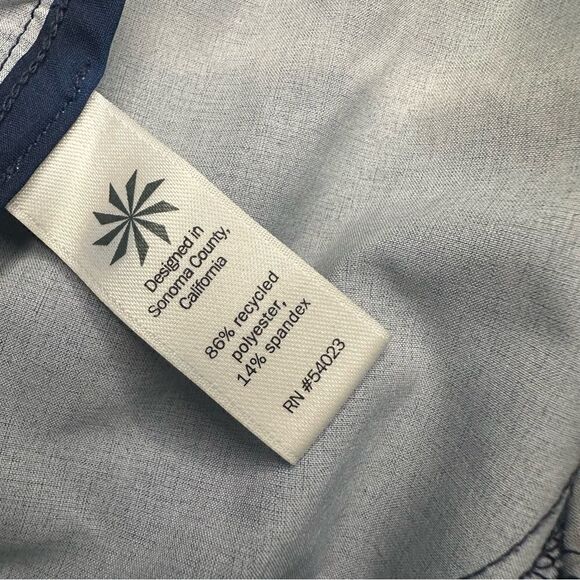 Designed in
Sonoma County,
California
86% recycled
polyester,
14% spandex
RN #54023